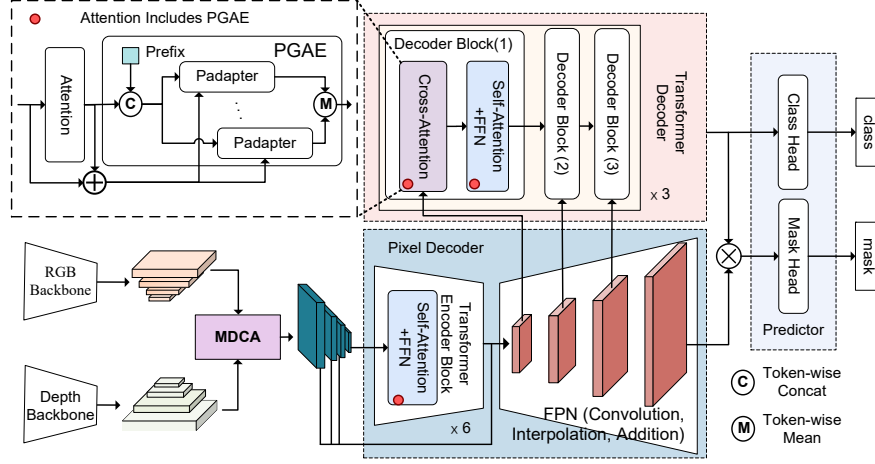 Attention Includes PGAE
Prefix
PGAE
Attention
Padapter
C
M
...
Padapter
Decoder Block(1)
Cross-Attention
Self-Attention
+FFN
Decoder Block
(2)
Decoder Block
(3)
Transformer
Decoder
x 3
Class Head
class
Mask Head
mask
Predictor
RGB
Backbone
MDCA
Depth
Backbone
Pixel Decoder
Self-Attention
+FFN
Transformer
Encoder Block
x 6
FPN (Convolution,
Interpolation, Addition)
C
Token-wise
Concat
M
Token-wise
Mean